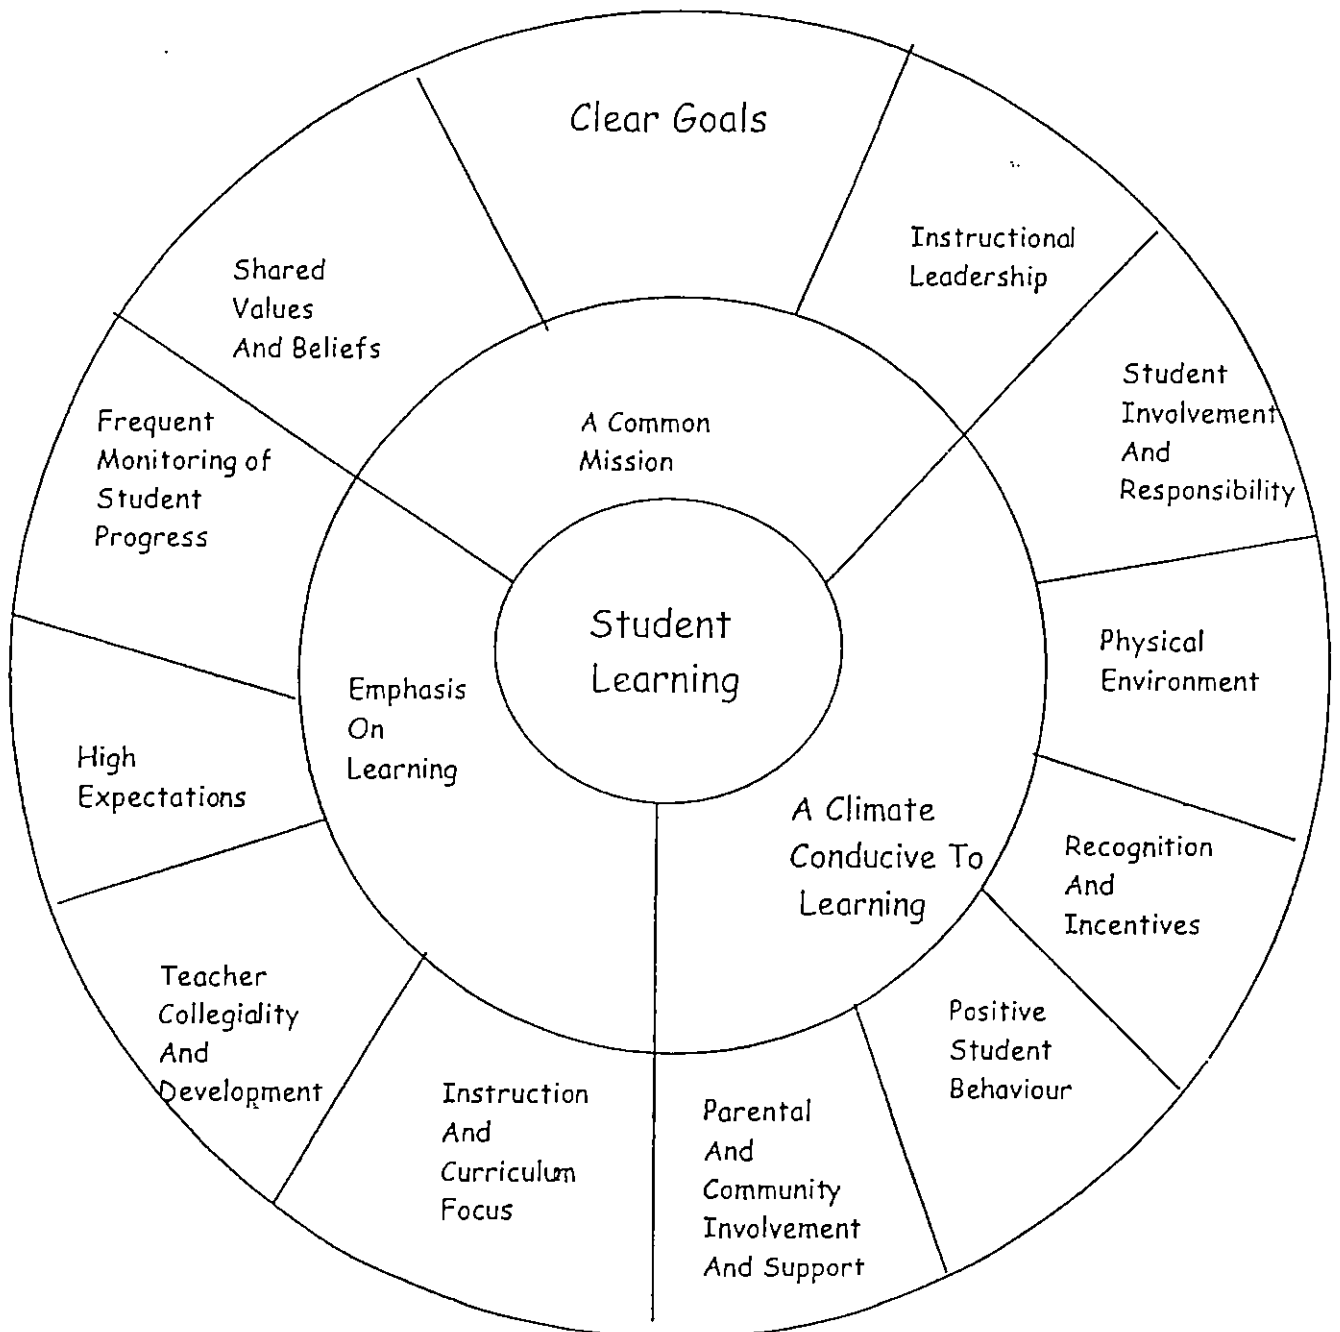 Clear Goals
Instructional
Leadership
Shared
Values
And Beliefs
Student
Involvement
And
Responsibility
Frequent
Monitoring of
Student
Progress
A Common
Mission
Student
Learning
Physical
Environment
Emphasis
On
Learning
High
Expectations
A Climate
Conducive To
Learning
Recognition
And
Incentives
Teacher
Collegiality
And
Development
Positive
Student
Behaviour
Instruction
And
Curriculum
Focus
Parental
And
Community
Involvement
And Support